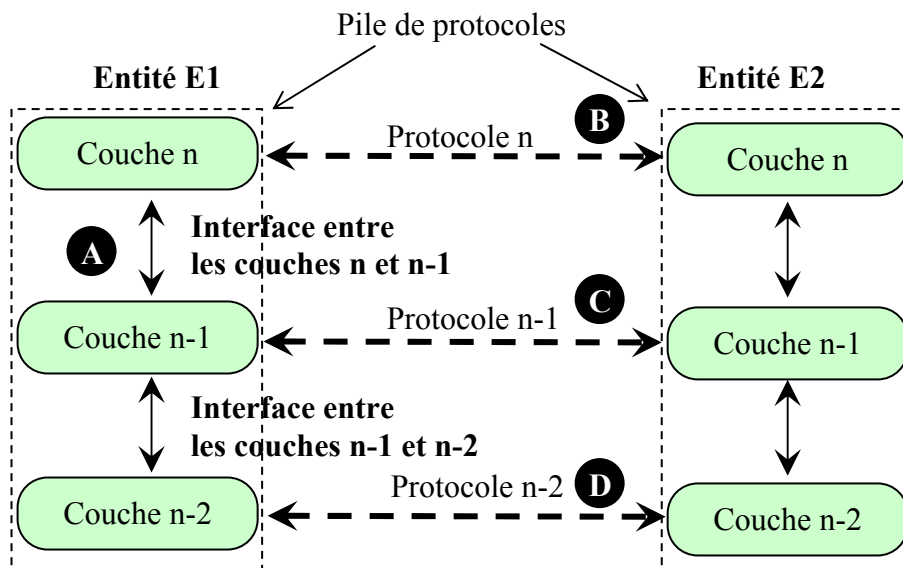 Pile de protocoles
Entité E1
Entité E2
B
Couche n
Protocole n
Couche n
A
Interface entre
les couches n et n-1
C
Couche n-1
Protocole n-1
Couche n-1
Interface entre
les couches n-1 et n-2
D
Couche n-2
Protocole n-2
Couche n-2